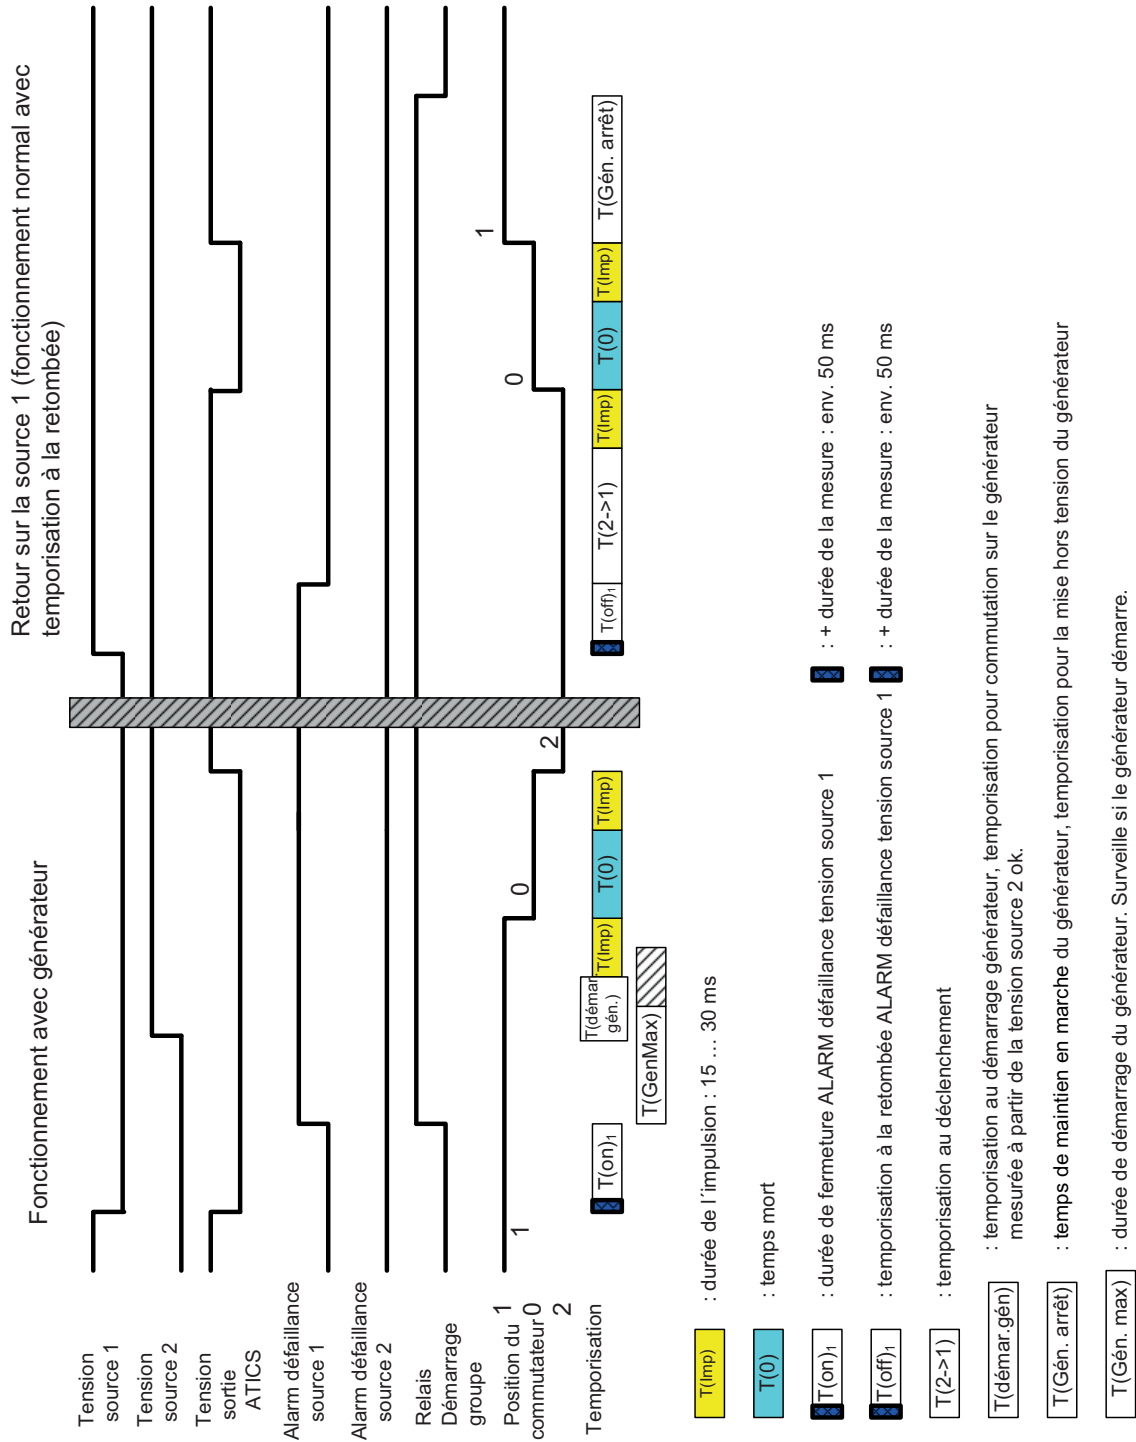 Fonctionnement avec générateur
Retour sur la source 1 (fonctionnement normal avec
temporisation à la retombée)
Tension
source 1
Tension
source 2
Tension
sortie
ATICS
Alarm défaillance
source 1
Alarm défaillance
source 2
Relais
Démarrage
groupe
Position du
commutateur
1
0
2
1
0
2
0
1
Temporisation
T(on)1
T(démar
gén.)
T(Imp)
T(0)
T(Imp)
T(off)1
T(2->1)
T(Imp)
T(0)
T(Imp)
T(Gén. arrêt)
T(GenMax)
T(Imp) : durée de l´impulsion : 15 ... 30 ms
T(0) : temps mort
T(on)1 : durée de fermeture ALARM défaillance tension source 1 : + durée de la mesure : env. 50 ms
T(off)1 : temporisation à la retombée ALARM défaillance tension source 1 : + durée de la mesure : env. 50 ms
T(2->1) : temporisation au déclenchement
T(démar.gén) : temporisation au démarrage générateur, temporisation pour commutation sur le générateur
mesurée à partir de la tension source 2 ok.
T(Gén. arrêt) : temps de maintien en marche du générateur, temporisation pour la mise hors tension du générateur
T(Gén. max) : durée de démarrage du générateur. Surveille si le générateur démarre.